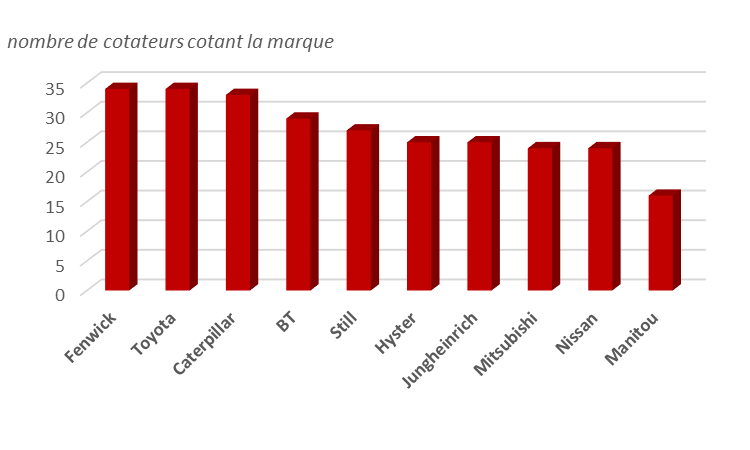 nombre de cotateurs cotant la marque
35
30
25
20
15
10
5
0
Fenwick
Toyota
Caterpillar
BT
Still
Hyster
Jungheinrich
Mitsubishi
Nissan
Manitou